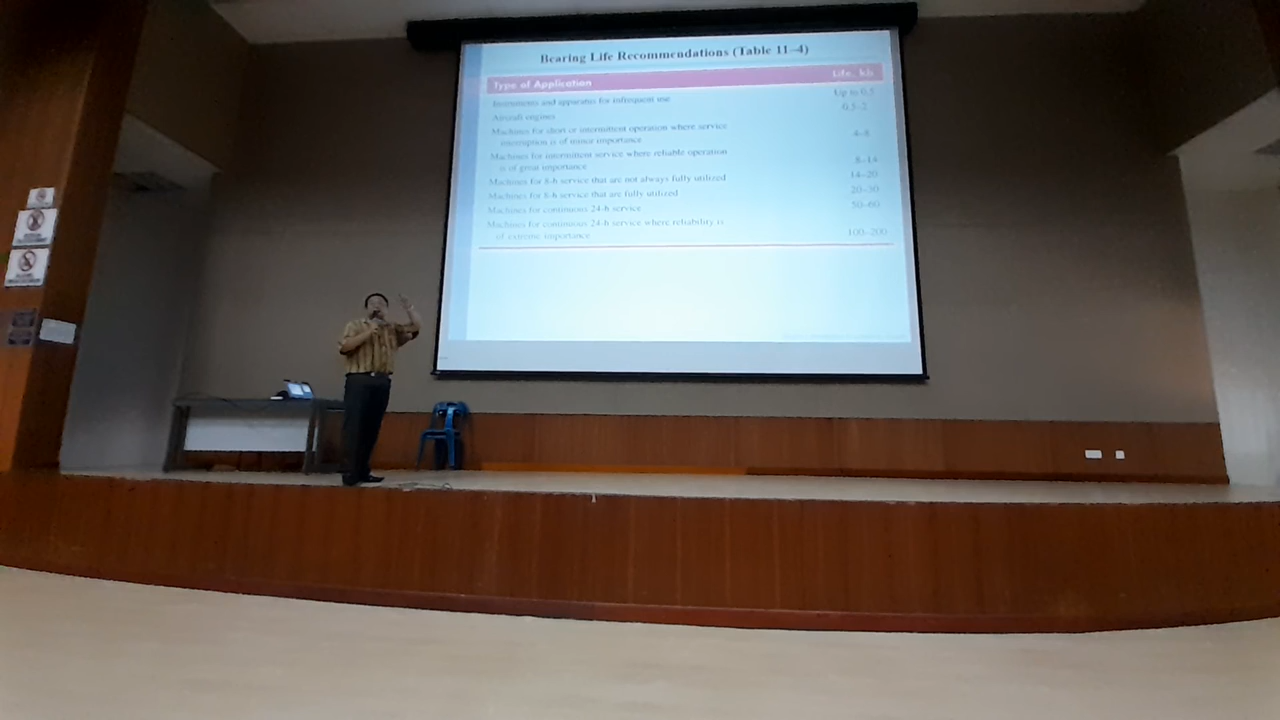 Bearing Life Recommendations (Table 11–4)
Type of Application Life, kh
Instruments and apparatus for infrequent use Up to 0.5
Aircraft engines 0.5–2
Machines for short or intermittent operation where service
interruption is of minor importance 4–8
Machines for intermittent service where reliable operation
is of great importance 8–14
Machines for 8-h service that are not always fully utilized 14–20
Machines for 8-h service that are fully utilized 20–30
Machines for continuous 24-h service 50–60
Machines for continuous 24-h service where reliability is
of extreme importance 100–200